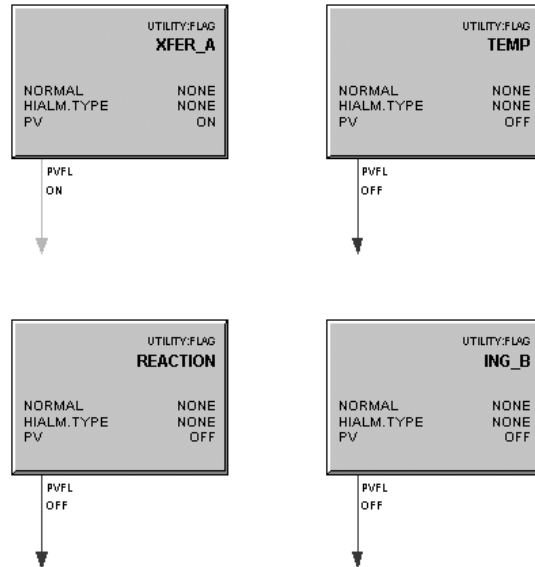 UTILITY:FLAG
XFER_A
NORMAL NONE
HIALM.TYPE NONE
PV ON
PVFL
ON
UTILITY:FLAG
TEMP
NORMAL NONE
HIALM.TYPE NONE
PV OFF
PVFL
OFF
UTILITY:FLAG
REACTION
NORMAL NONE
HIALM.TYPE NONE
PV OFF
PVFL
OFF
UTILITY:FLAG
ING_B
NORMAL NONE
HIALM.TYPE NONE
PV OFF
PVFL
OFF